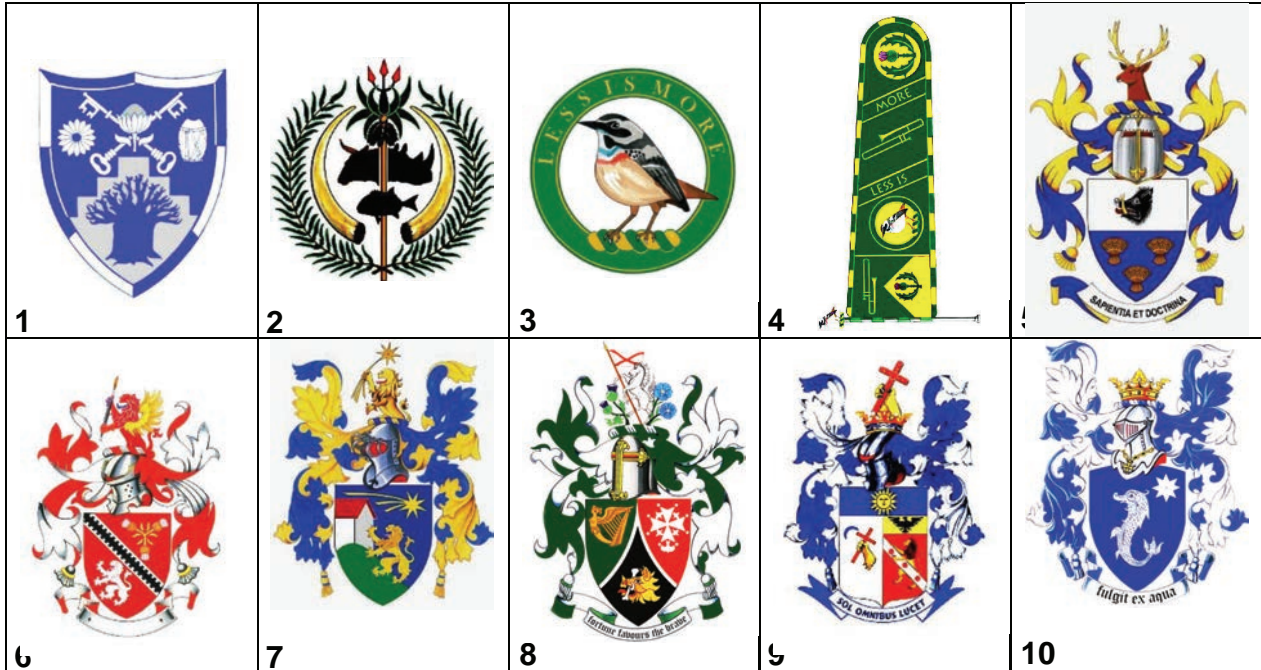 LESS IS MORE
MORE
LESS IS
SAPIENTIA ET DOCTRINA
1
2
3
4
5
fortune favours the brave
SOL OMNIBUS LUCET
fulgit ex aqua
6
7
8
9
10